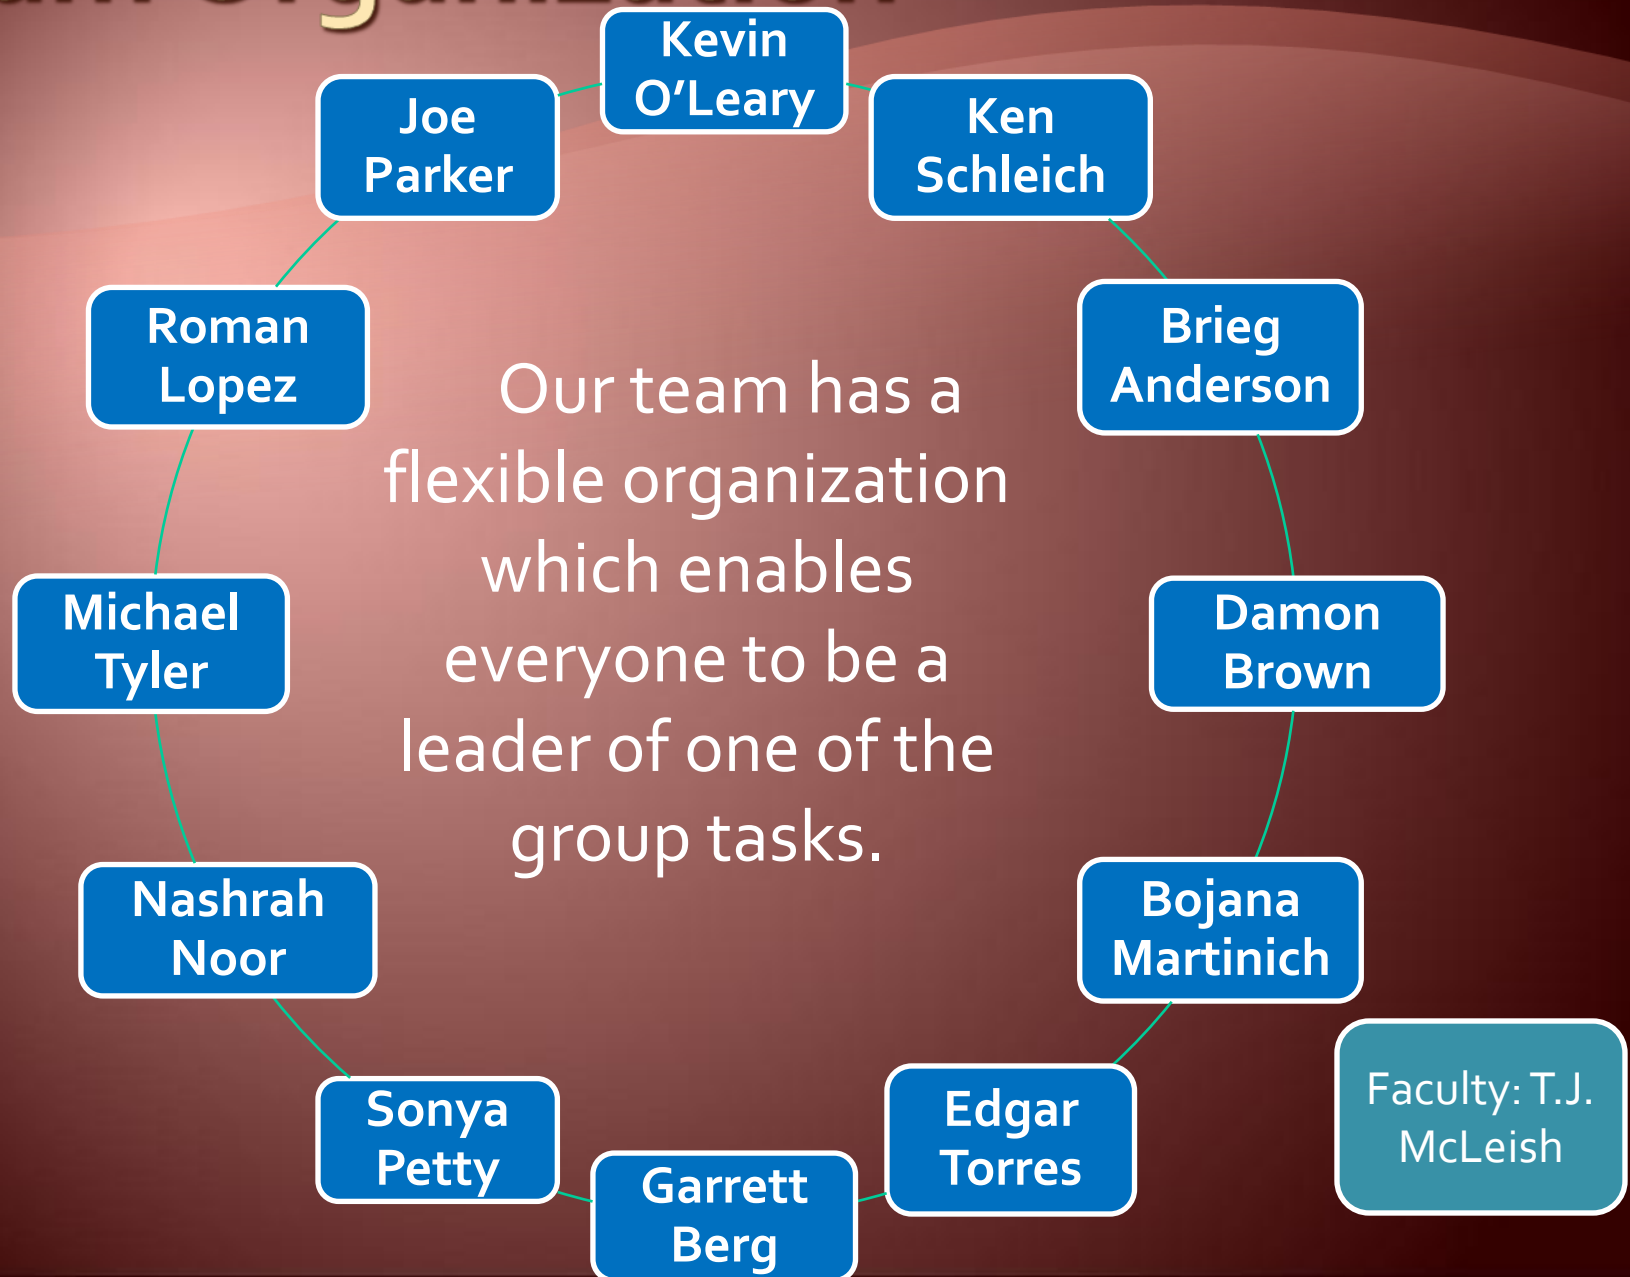 Organization
Kevin
O’Leary
Joe
Parker
Ken
Schleich
Roman
Lopez
Brieg
Anderson
Our team has a
flexible organization
which enables
everyone to be a
leader of one of the
group tasks.
Michael
Tyler
Damon
Brown
Nashrah
Noor
Bojana
Martinich
Sonya
Petty
Edgar
Torres
Garrett
Berg
Faculty: T.J.
McLeish